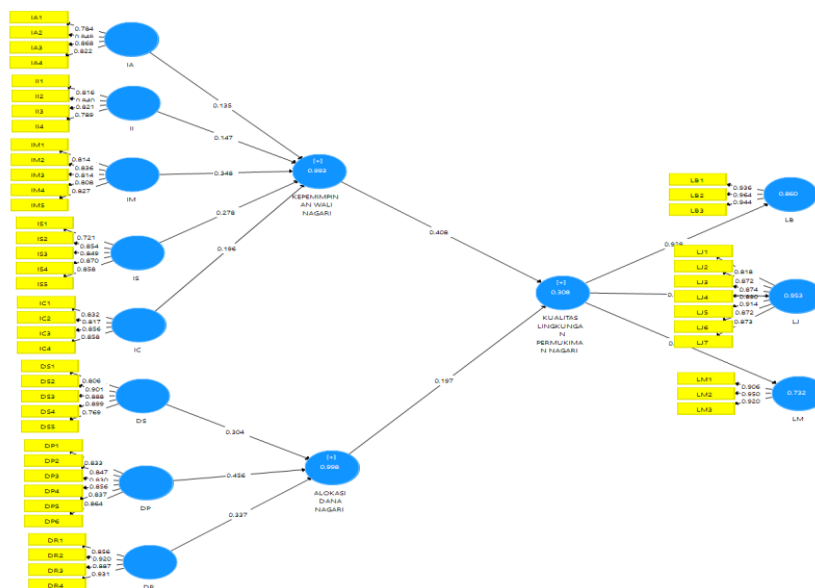 IA1
IA2
IA3
IA4
0.784
0.868
0.822
IA
II1
II2
II3
II4
0.816
0.840
0.821
0.789
II
IM1
IM2
IM3
IM4
IM5
0.814
0.836
0.814
0.808
0.827
IM
IS1
IS2
IS3
IS4
IS5
0.721
0.854
0.849
0.870
0.858
IS
IC1
IC2
IC3
IC4
0.832
0.817
0.856
0.858
IC
DS1
DS2
DS3
DS4
DS5
0.806
0.901
0.888
0.899
0.769
DS
DP1
DP2
DP3
DP4
DP5
DP6
0.833
0.847
0.856
0.837
0.864
DP
DR1
DR2
DR3
DR4
0.856
0.920
0.887
0.931
0.135
0.147
0.348
0.278
0.196
[+]
0.993
KEPEMIMPIN
AN WALI
NAGARI
0.304
0.456
0.337
[+]
0.998
ALOKASI
DANA
NAGARI
0.408
0.197
[+]
0.308
KUALITAS
LINGKUNGA
N
PERMUKIMA
N NAGARI
LB1
LB2
LB3
0.936
0.964
0.944
0.860
LB
LJ1
LJ2
LJ3
LJ4
LJ5
LJ6
LJ7
0.818
0.872
0.874
0.914
0.872
0.873
0.953
LJ
LM1
LM2
LM3
0.906
0.950
0.920
0.732
LM